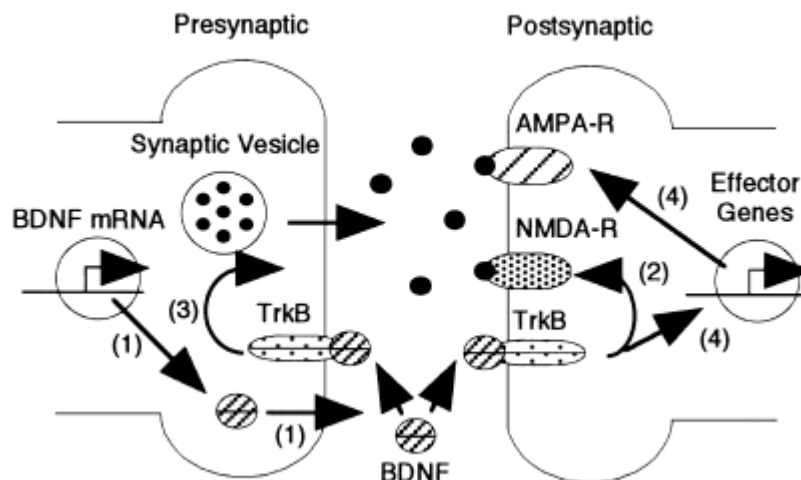 Presynaptic
Postsynaptic
AMPA-R
Synaptic Vesicle
Effector
Genes
(4)
BDNF mRNA
NMDA-R
(2)
(3)
TrkB
TrkB
(1)
(4)
(1)
BDNF